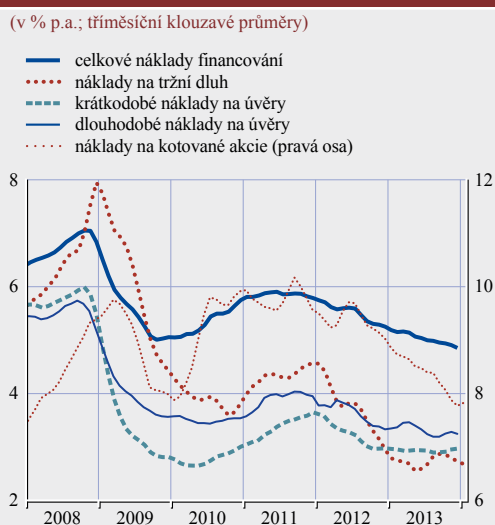 (v % p.a.; tříměsíční klouzavé průměry)
celkové náklady financování
náklady na tržní dluh
krátkodobé náklady na úvěry
dlouhodobé náklady na úvěry
náklady na kotované akcie (pravá osa)
8 12
6 10
4 8
2 6
2008 2009 2010 2011 2012 2013